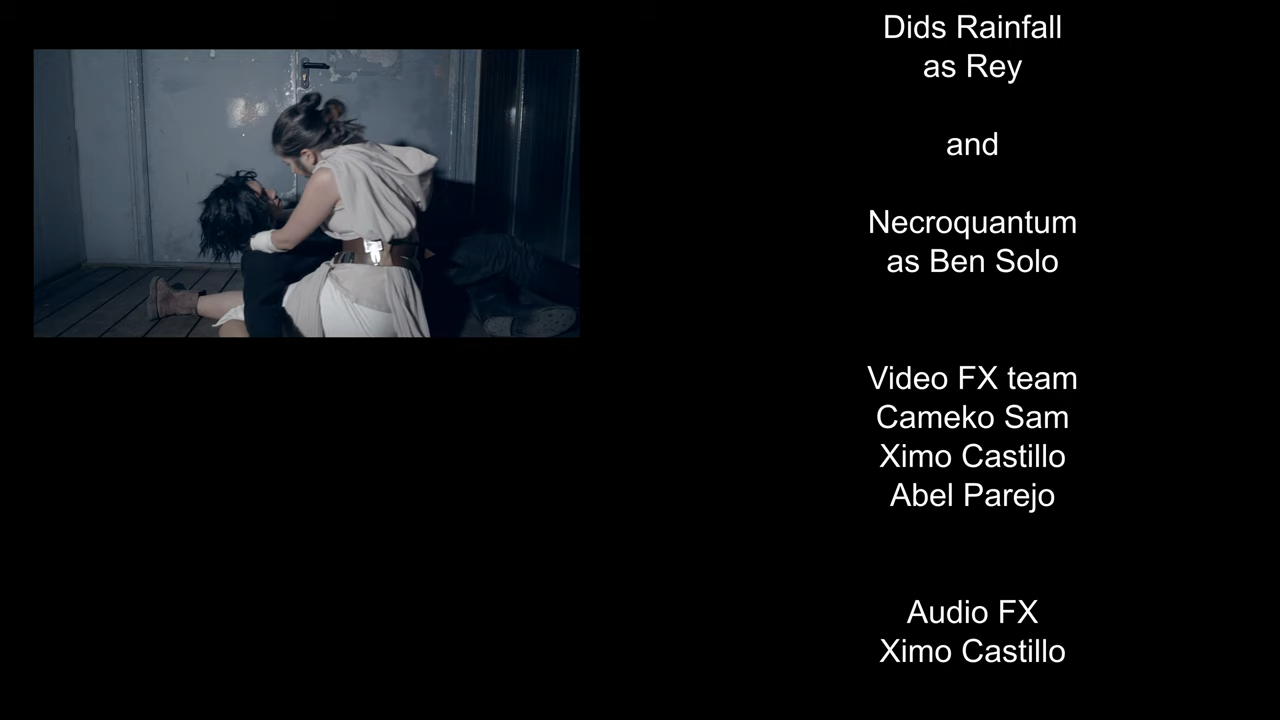 Dids Rainfall
as Rey
and
Necroquantum
as Ben Solo
Video FX team
Cameko Sam
Ximo Castillo
Abel Parejo
Audio FX
Ximo Castillo